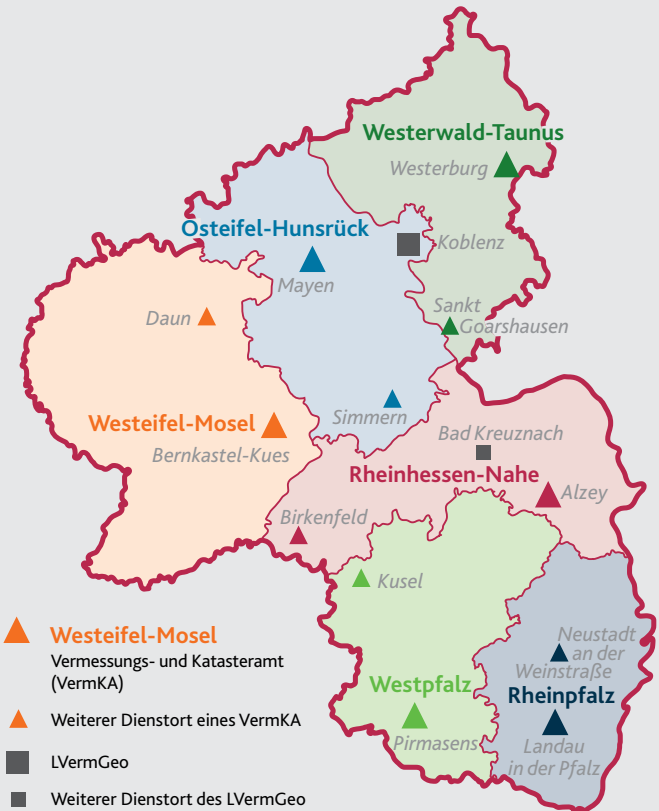 Westerwald-Taunus
Westerburg
Osteifel-Hunsrück
Koblenz
Mayen
Sankt
Goarshausen
Daun
Simmern
Westeifel-Mosel
Bernkastel-Kues
Bad Kreuznach
Rheinhessen-Nahe
Alzey
Birkenfeld
Kusel
Neustadt
an der
Weinstraße
Westpfalz
Rheinpfalz
Pirmasens
Landau
in der Pfalz
Westeifel-Mosel
Vermessungs- und Katasteramt
(VermKA)
Weiterer Dienstort eines VermKA
LVermGeo
Weiterer Dienstort des LVermGeo